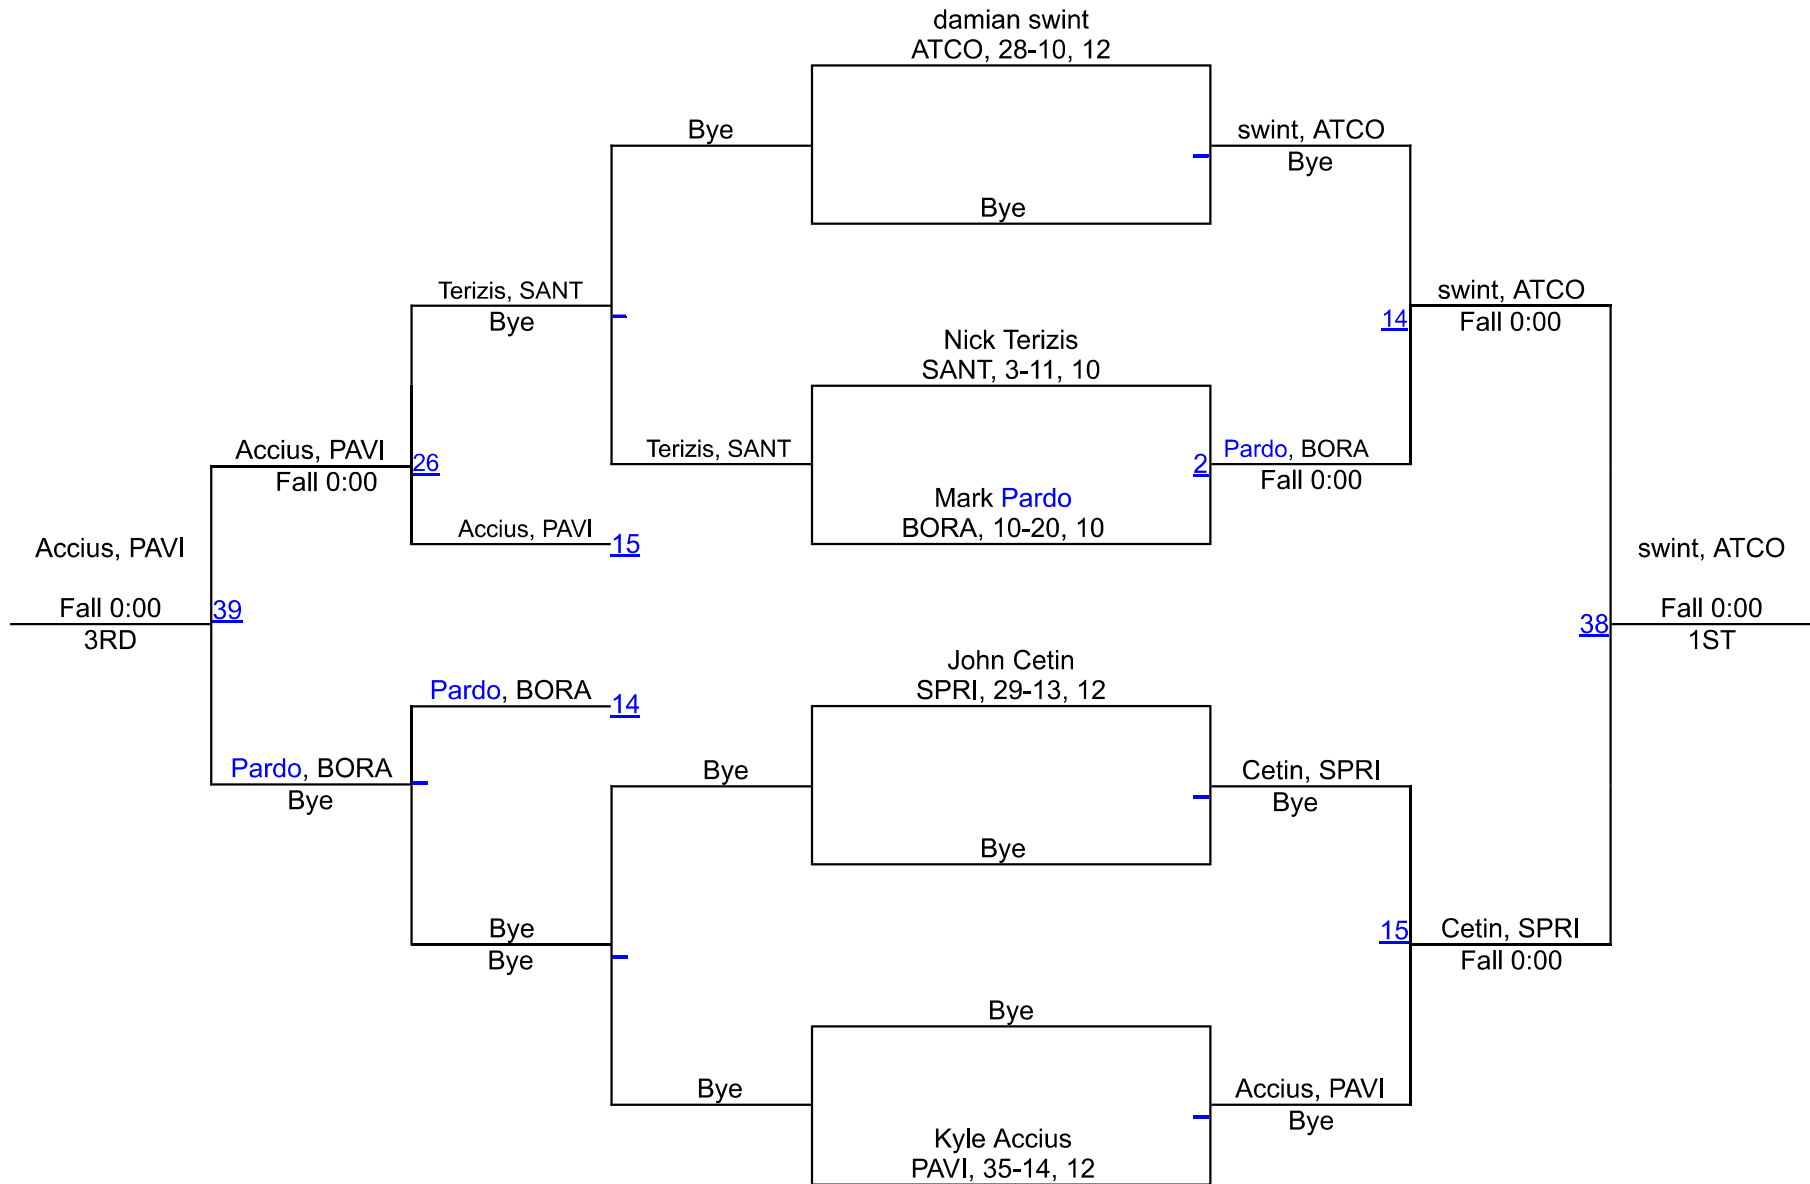 damian swint
ATCO, 28-10, 12
Bye
swint, ATCO
Bye
Bye
Terizis, SANT
Bye
swint, ATCO
Fall 0:00
14
Nick Terizis
SANT, 3-11, 10
Accius, PAVI
Fall 0:00
26
Terizis, SANT
2
Pardo, BORA
Fall 0:00
Mark Pardo
BORA, 10-20, 10
Accius, PAVI
15
Accius, PAVI
Fall 0:00
3RD
39
swint, ATCO
Fall 0:00
1ST
38
John Cetin
SPRI, 29-13, 12
Pardo, BORA
14
Pardo, BORA
Bye
Bye
Cetin, SPRI
Bye
Bye
Bye
Bye
15
Cetin, SPRI
Fall 0:00
Bye
Bye
Accius, PAVI
Bye
Kyle Accius
PAVI, 35-14, 12